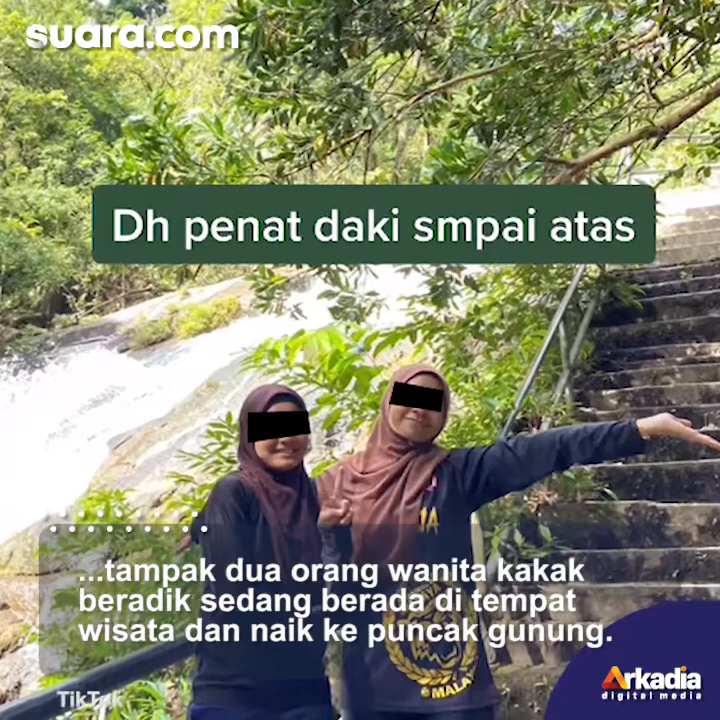 suara.com
Dh penat daki smpai atas
...tampak dua orang wanita kakak
beradik sedang berada di tempat
wisata dan naik ke puncak gunung.
Arkadia
digital media
TikTok